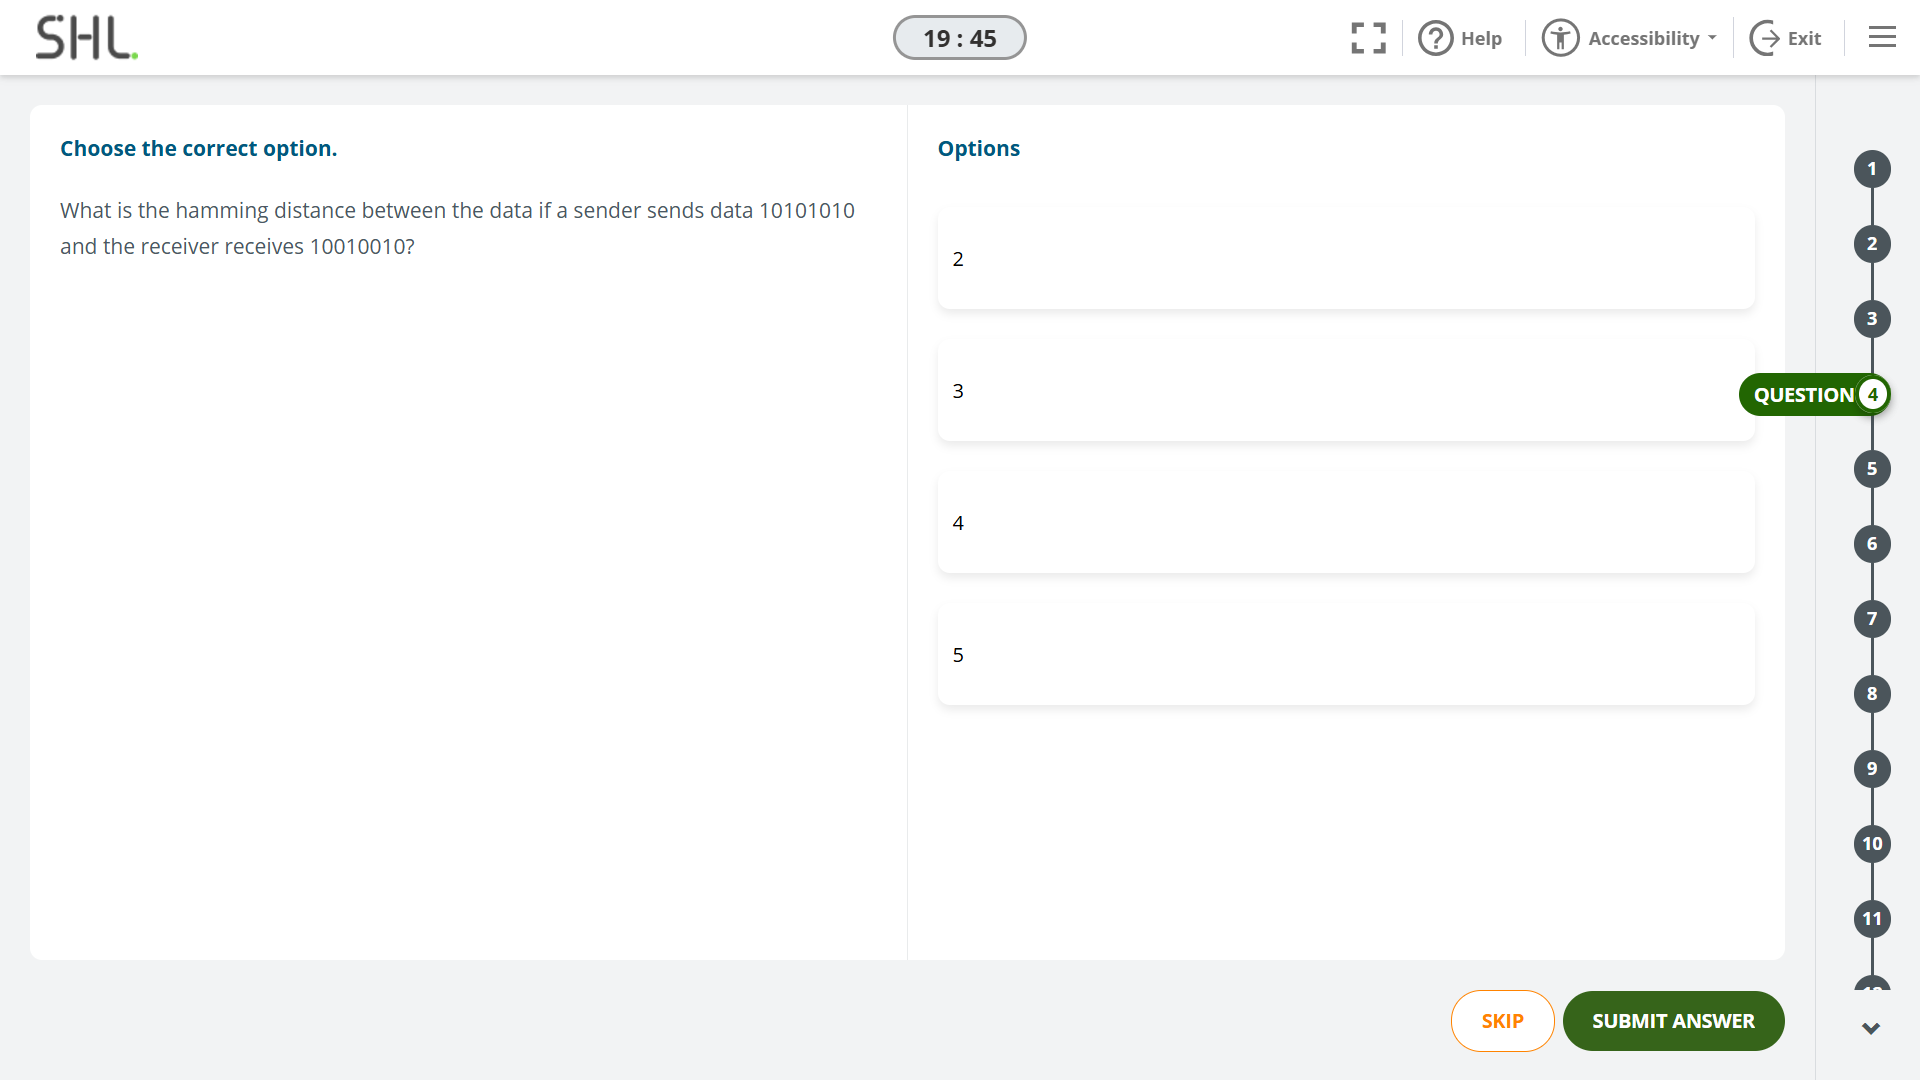 SHL.
19 : 45
Help
Accessibility
Exit
Choose the correct option.
What is the hamming distance between the data if a sender sends data 10101010
and the receiver receives 10010010?
Options
2
3
4
5
1
2
3
QUESTION 4
5
6
7
8
9
10
11
SKIP
SUBMIT ANSWER